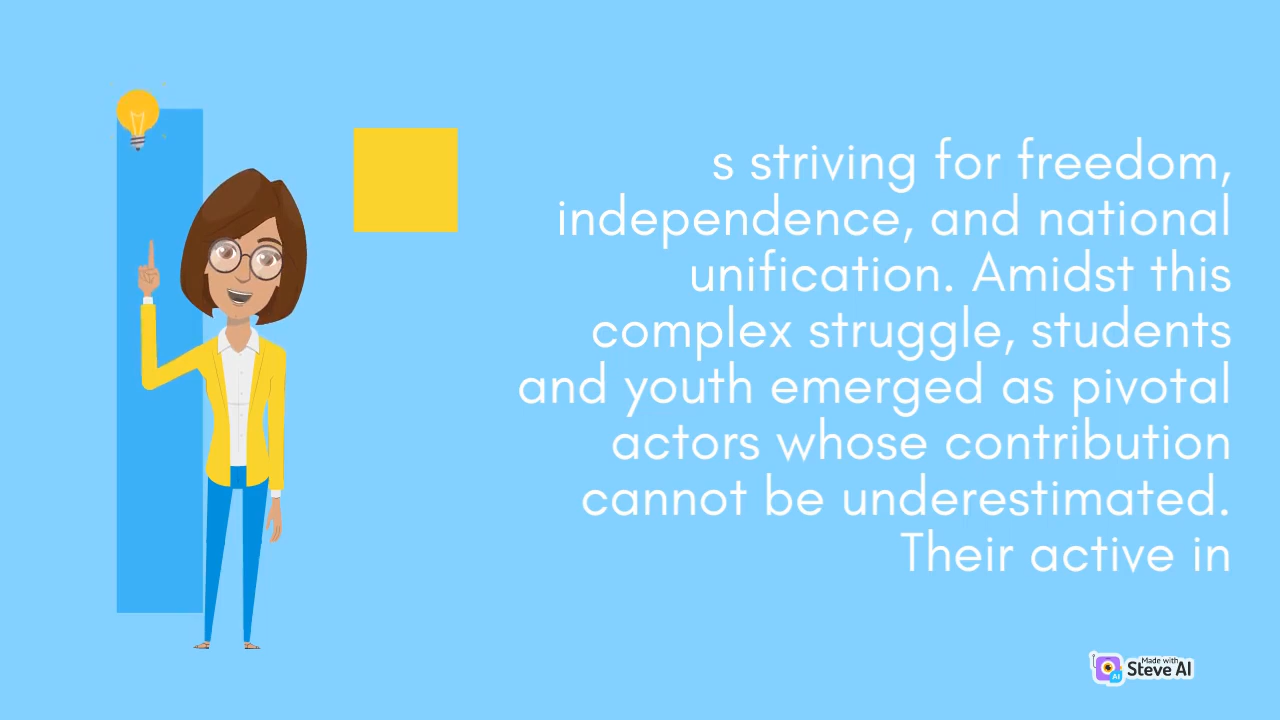 s striving for freedom,
independence, and national
unification. Amidst this
complex struggle, students
and youth emerged as pivotal
actors whose contribution
cannot be underestimated.
Their active in
Made with
Steve AI
AI